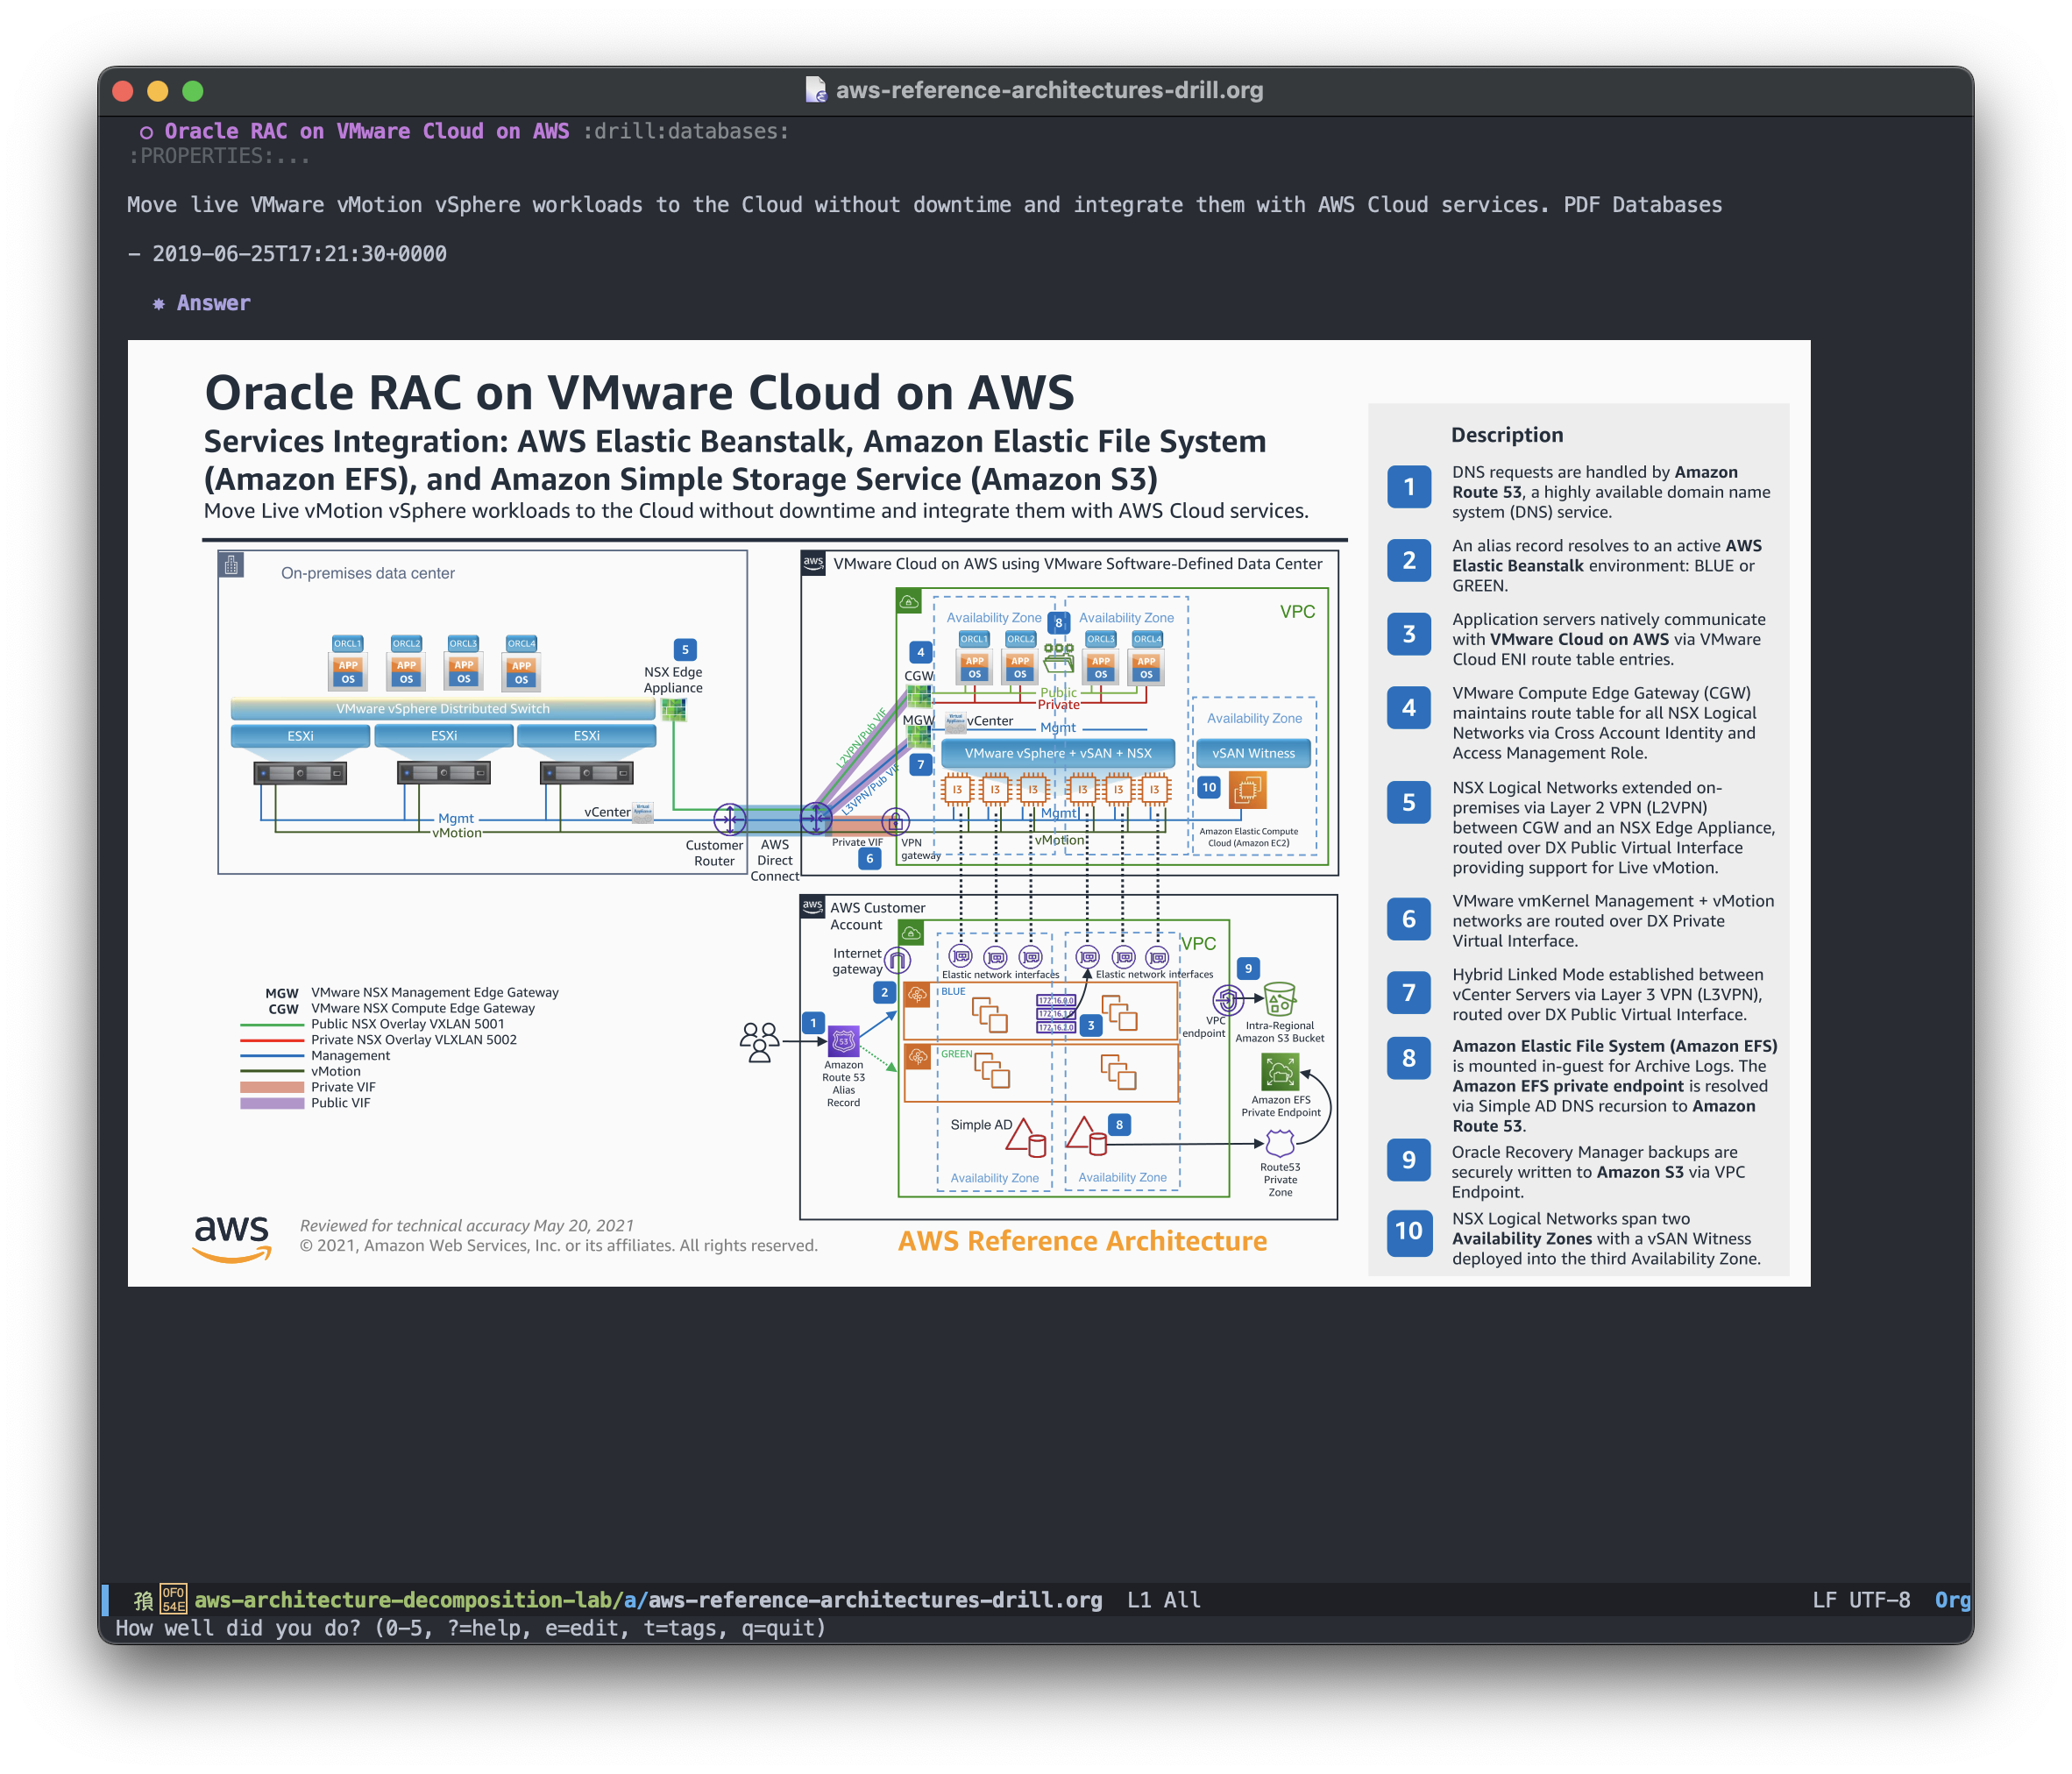 aws-reference-architectures-drill.org
Oracle RAC on VMware Cloud on AWS :drill:databases:
:PROPERTIES:...
Move live VMware vMotion vSphere workloads to the Cloud without downtime and integrate them with AWS Cloud services. PDF Databases
— 2019-06-25T17:21:30+0000
Answer
Oracle RAC on VMware Cloud on AWS
Services Integration: AWS Elastic Beanstalk, Amazon Elastic File System
(Amazon EFS), and Amazon Simple Storage Service (Amazon S3)
Move Live vMotion vSphere workloads to the Cloud without downtime and integrate them with AWS Cloud services.
On-premises data center
ORCL1 ORCL2 ORCL3 ORCL4
APP APP APP APP
OS OS OS OS
5
NSX Edge
Appliance
VMware vSphere Distributed Switch
ESXi ESXi ESXi
vCenter
Virtual Appliance
Mgmt
vMotion
Customer
Router
AWS
Direct
Connect
aws
VMware Cloud on AWS using VMware Software-Defined Data Center
VPC
Availability Zone
8
Availability Zone
ORCL1 ORCL2 ORCL3 ORCL4
APP APP APP APP
OS OS OS OS
4
CGW
Public
Private
L2VPN/Pub VIF
MGW
Virtual Appliance
vCenter
Mgmt
L3VPN/Pub VIF
7
VMware vSphere + vSAN + NSX
Availability Zone
vSAN Witness
I3 I3 I3 I3 I3 I3
10
Mgmt
vMotion
Amazon Elastic Compute
Cloud (Amazon EC2)
Private VIF
6
VPN
gateway
aws
AWS Customer
Account
VPC
Internet
gateway
Elastic network interfaces
Elastic network interfaces
9
2
BLUE
172.16.0.0
172.16.1.0
172.16.2.0
3
VPC
endpoint
Intra-Regional
Amazon S3 Bucket
1
53
Amazon
Route 53
Alias
Record
GREEN
Amazon EFS
Private Endpoint
Simple AD
8
Route53
Private
Zone
Availability Zone
Availability Zone
MGW VMware NSX Management Edge Gateway
CGW VMware NSX Compute Edge Gateway
Public NSX Overlay VXLAN 5001
Private NSX Overlay VLXLAN 5002
Management
vMotion
Private VIF
Public VIF
aws
Reviewed for technical accuracy May 20, 2021
© 2021, Amazon Web Services, Inc. or its affiliates. All rights reserved.
AWS Reference Architecture
Description
1
DNS requests are handled by Amazon
Route 53, a highly available domain name
system (DNS) service.
2
An alias record resolves to an active AWS
Elastic Beanstalk environment: BLUE or
GREEN.
3
Application servers natively communicate
with VMware Cloud on AWS via VMware
Cloud ENI route table entries.
4
VMware Compute Edge Gateway (CGW)
maintains route table for all NSX Logical
Networks via Cross Account Identity and
Access Management Role.
5
NSX Logical Networks extended on-
premises via Layer 2 VPN (L2VPN)
between CGW and an NSX Edge Appliance,
routed over DX Public Virtual Interface
providing support for Live vMotion.
6
VMware vmKernel Management + vMotion
networks are routed over DX Private
Virtual Interface.
7
Hybrid Linked Mode established between
vCenter Servers via Layer 3 VPN (L3VPN),
routed over DX Public Virtual Interface.
8
Amazon Elastic File System (Amazon EFS)
is mounted in-guest for Archive Logs. The
Amazon EFS private endpoint is resolved
via Simple AD DNS recursion to Amazon
Route 53.
9
Oracle Recovery Manager backups are
securely written to Amazon S3 via VPC
Endpoint.
10
NSX Logical Networks span two
Availability Zones with a vSAN Witness
deployed into the third Availability Zone.
0F0
54E
aws-architecture-decomposition-lab/a/aws-reference-architectures-drill.org L1 All LF UTF-8 Org
How well did you do? (0-5, ?=help, e=edit, t=tags, q=quit)